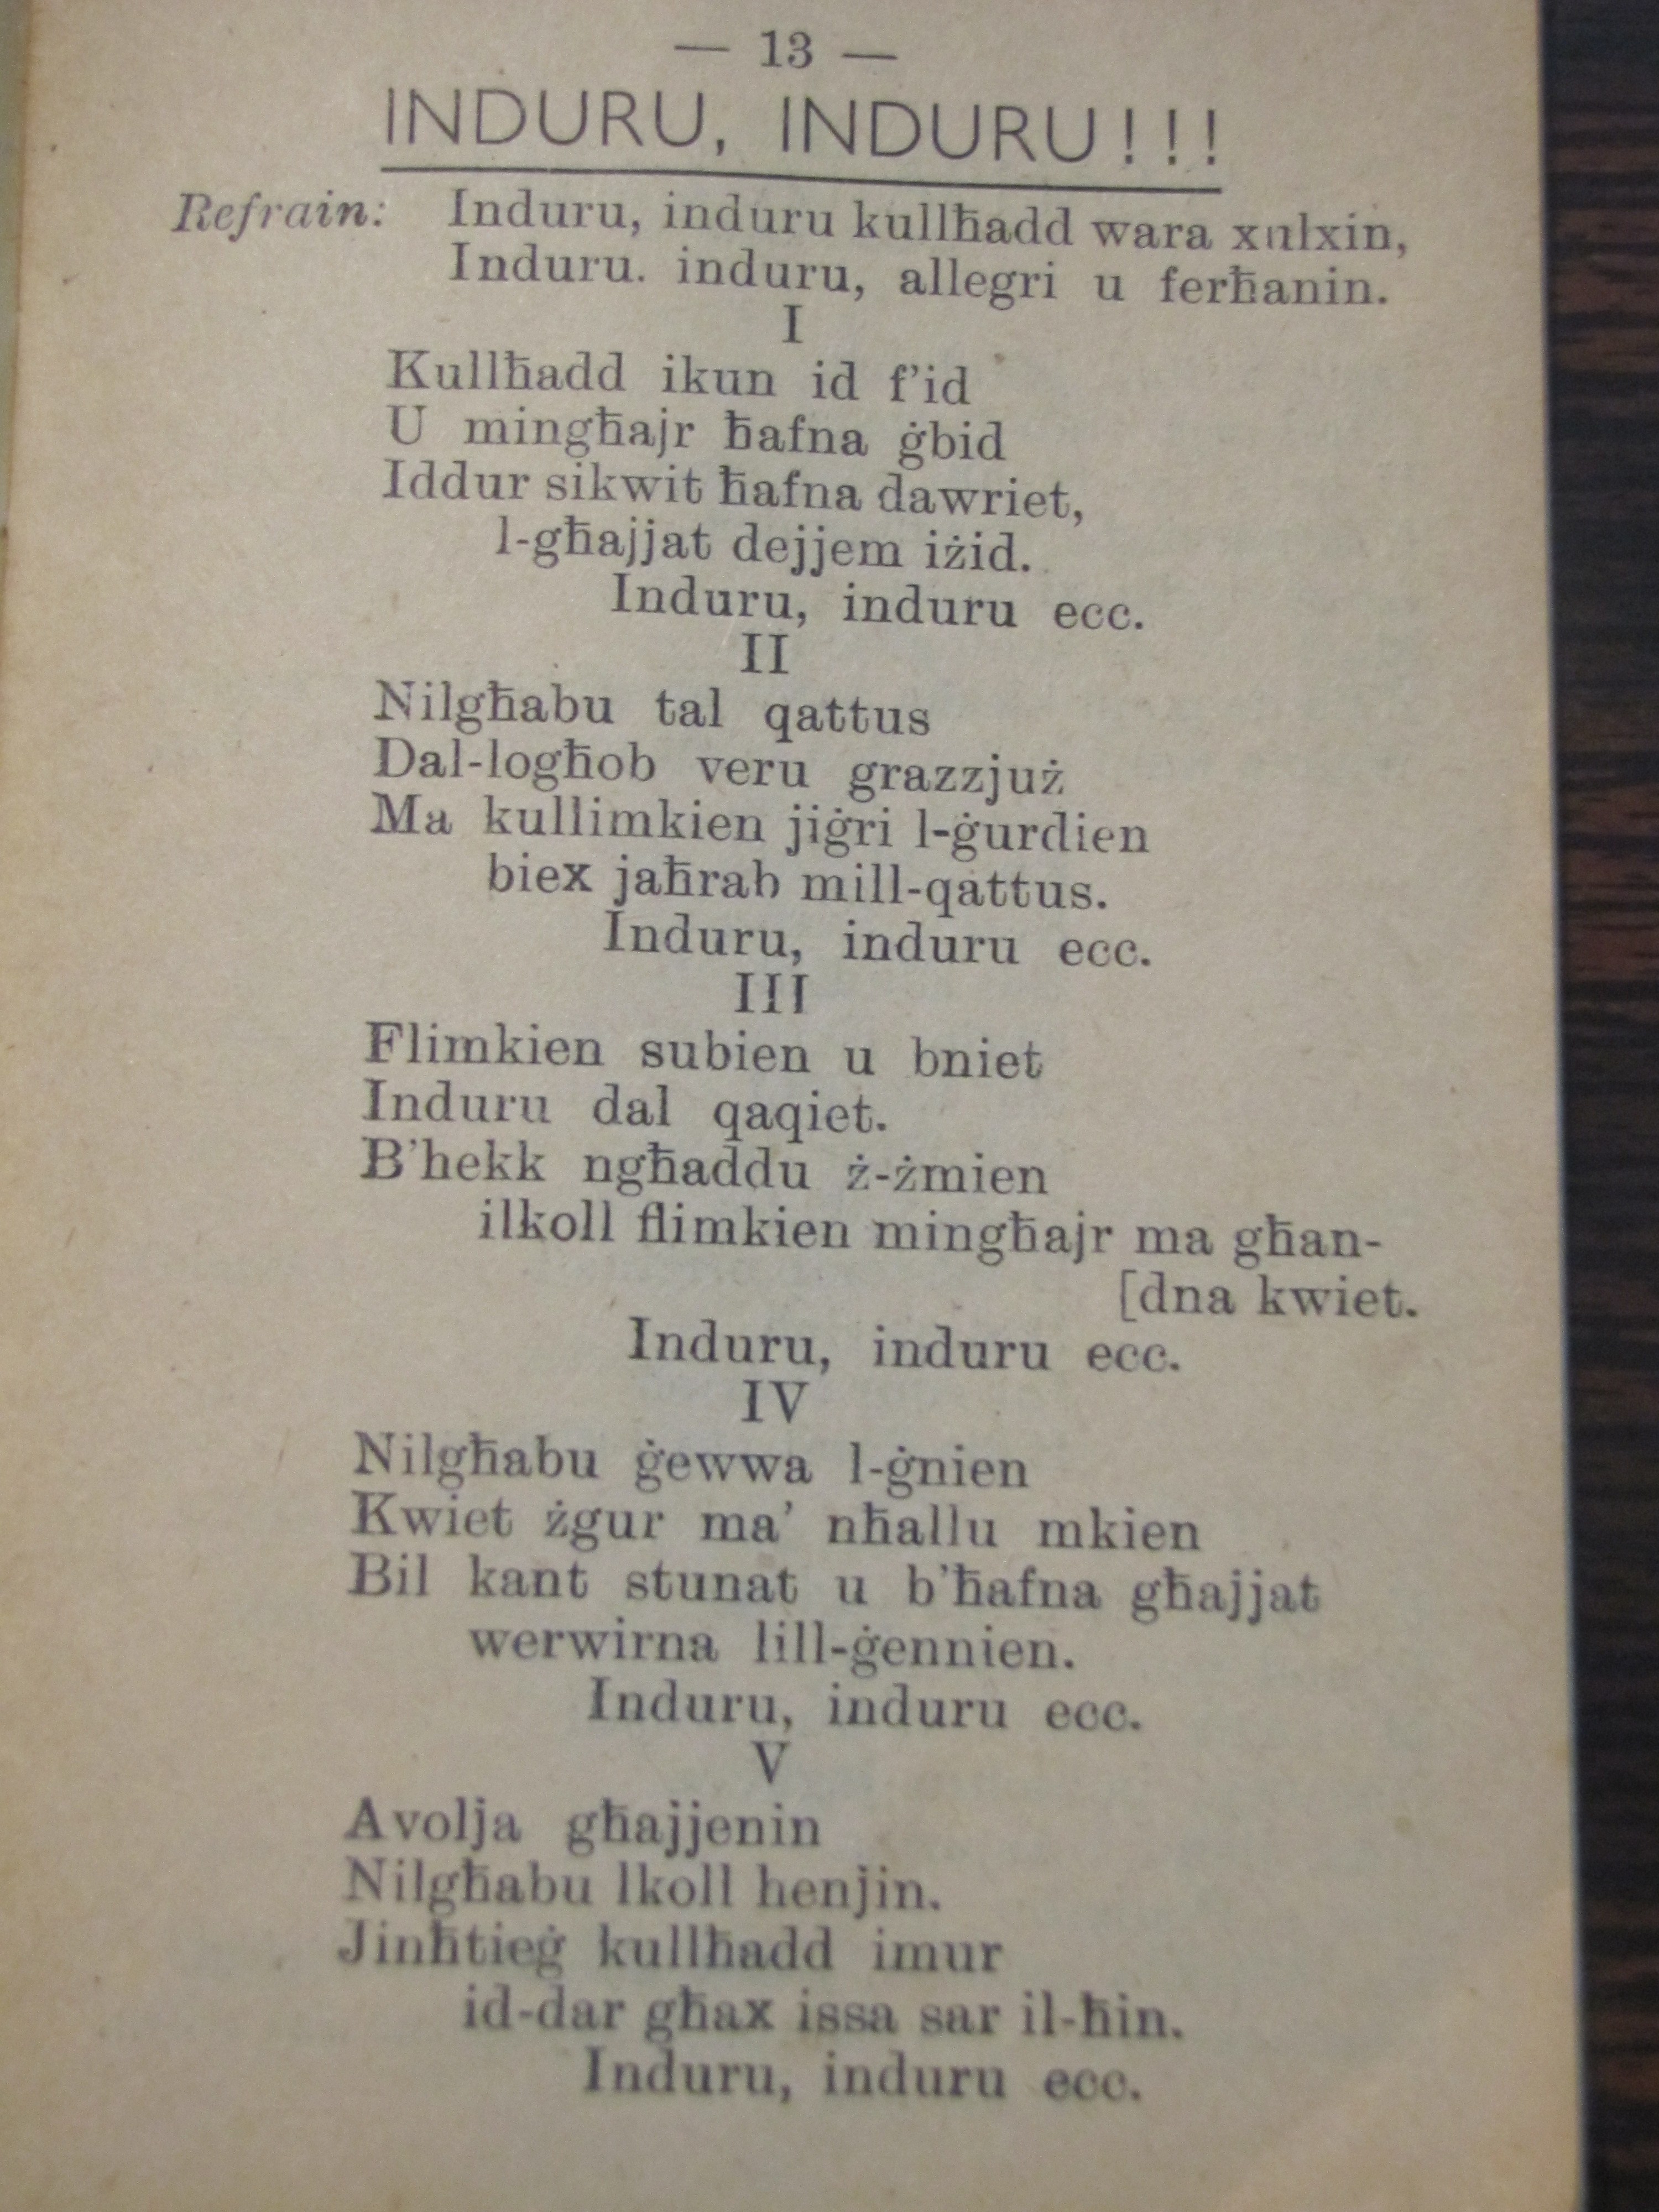 — 13 —
INDURU, INDURU!!!
Refrain: Induru, induru kullħadd wara xulxin,
Induru. induru, allegri u ferħanin.
I
Kullħadd ikun id f'id
U mingħajr ħafna ġbid
Iddur sikwit ħafna dawriet,
l-għajjat dejjem iżid.
Induru, induru ecc.
II
Nilgħabu tal qattus
Dal-logħob veru grazzjuż
Ma kullimkien jiġri l-ġurdien
biex jaħrab mill-qattus.
Induru, induru ecc.
III
Flimkien subien u bniet
Induru dal qaqiet.
B'hekk ngħaddu ż-żmien
ilkoll flimkien mingħajr ma għan-
[dna kwiet.
Induru, induru ecc.
IV
Nilgħabu ġewwa l-ġnien
Kwiet żgur ma' nħallu mkien
Bil kant stunat u b'ħafna għajjat
werwirna lill-ġennien.
Induru, induru ecc.
V
Avolja għajjenin
Nilgħabu lkoll henjin.
Jinħtieġ kullħadd imur
id-dar għax issa sar il-ħin.
Induru, induru ecc.